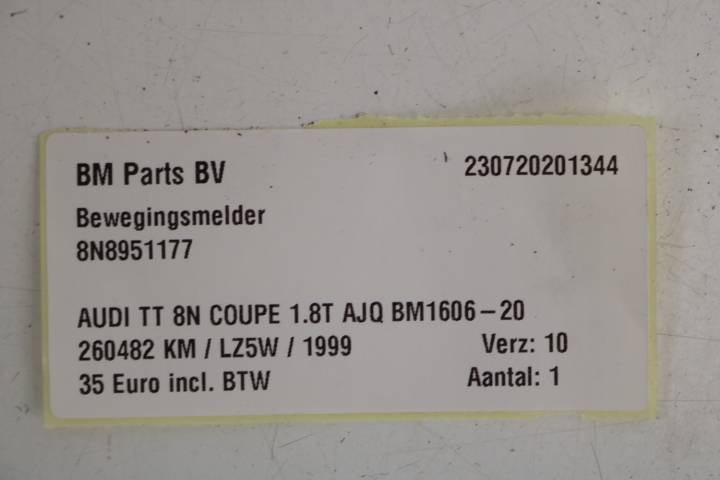 BM Parts BV 230720201344
Bewegingsmelder
8N8951177
AUDI TT 8N COUPE 1.8T AJQ BM1606-20
260482 KM / LZ5W / 1999 Verz: 10
35 Euro incl. BTW Aantal: 1